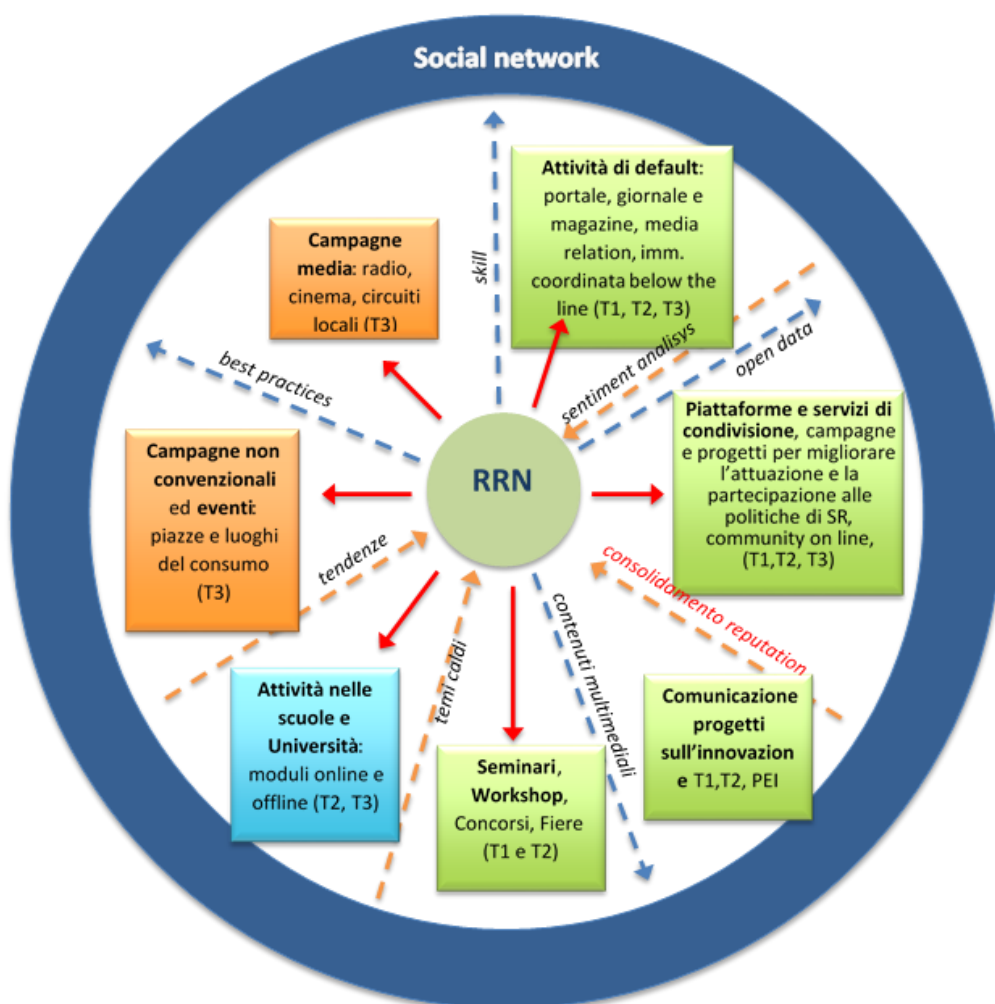 Social network
Attività di default:
portale, giornale e
magazine, media
relation, imm.
coordinata below the
line (T1, T2, T3)
Campagne
media: radio,
cinema, circuiti
locali (T3)
skill
best practices
sentiment analisys
open data
RRN
Piattaforme e servizi di
condivisione, campagne
e progetti per migliorare
l'attuazione e la
partecipazione alle
politiche di SR,
community on line,
(T1,T2, T3)
Campagne non
convenzionali
ed eventi:
piazze e luoghi
del consumo
(T3)
tendenze
consolidamento reputation
temi caldi
contenuti multimediali
Attività nelle
scuole e
Università:
moduli online e
offline (T2, T3)
Seminari,
Workshop,
Concorsi, Fiere
(T1 e T2)
Comunicazione
progetti
sull'innovazion
e T1,T2, PEI